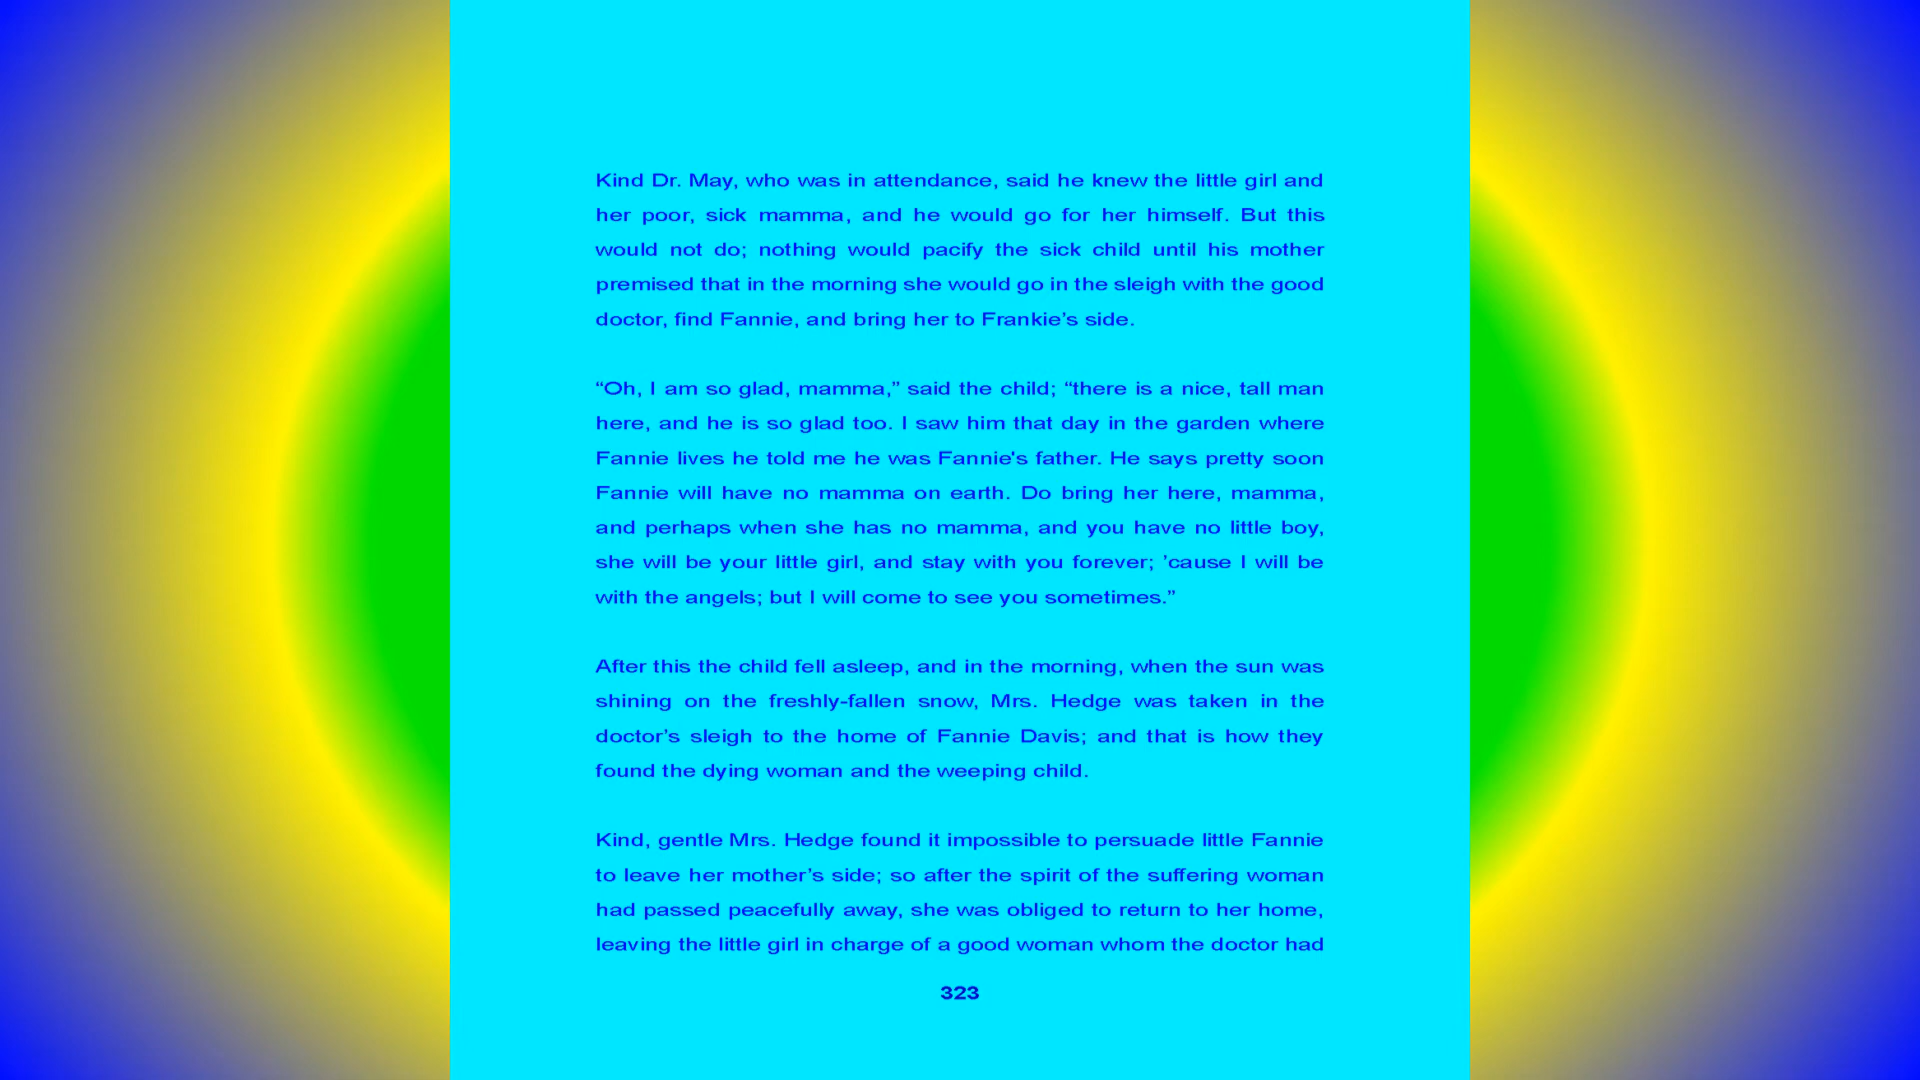 Kind Dr. May, who was in attendance, said he knew the little girl and
her poor, sick mamma, and he would go for her himself. But this
would not do; nothing would pacify the sick child until his mother
premised that in the morning she would go in the sleigh with the good
doctor, find Fannie, and bring her to Frankie’s side.
“Oh, I am so glad, mamma,” said the child; “there is a nice, tall man
here, and he is so glad too. I saw him that day in the garden where
Fannie lives he told me he was Fannie's father. He says pretty soon
Fannie will have no mamma on earth. Do bring her here, mamma,
and perhaps when she has no mamma, and you have no little boy,
she will be your little girl, and stay with you forever; ’cause I will be
with the angels; but I will come to see you sometimes.”
After this the child fell asleep, and in the morning, when the sun was
shining on the freshly-fallen snow, Mrs. Hedge was taken in the
doctor’s sleigh to the home of Fannie Davis; and that is how they
found the dying woman and the weeping child.
Kind, gentle Mrs. Hedge found it impossible to persuade little Fannie
to leave her mother’s side; so after the spirit of the suffering woman
had passed peacefully away, she was obliged to return to her home,
leaving the little girl in charge of a good woman whom the doctor had
323